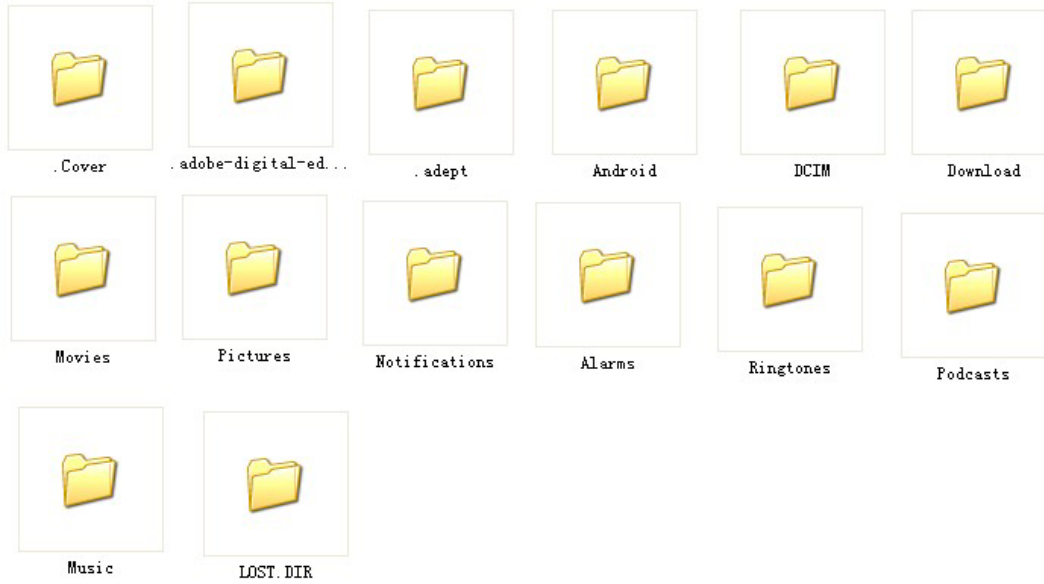 .Cover
.adobe-digital-ed...
.adept
Android
DCIM
Download
Movies
Pictures
Notifications
Alarms
Ringtones
Podcasts
Music
LOST.DIR